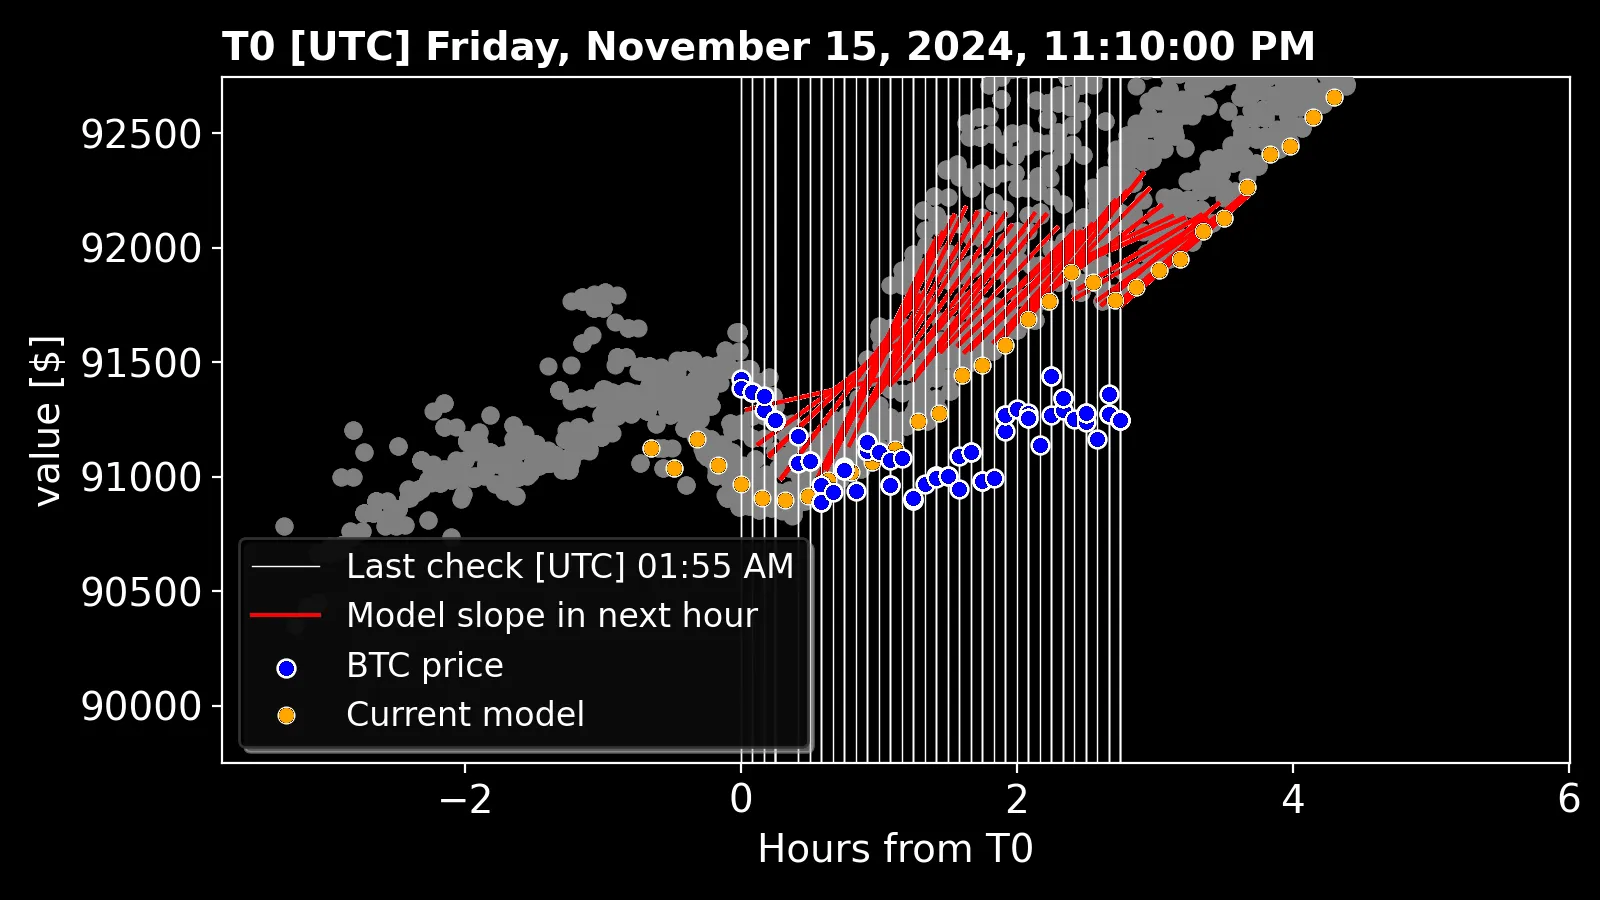 T0 [UTC] Friday, November 15, 2024, 11:10:00 PM
value [$]
92500
92000
91500
91000
90500
90000
Last check [UTC] 01:55 AM
Model slope in next hour
BTC price
Current model
−2 0 2 4 6
Hours from T0